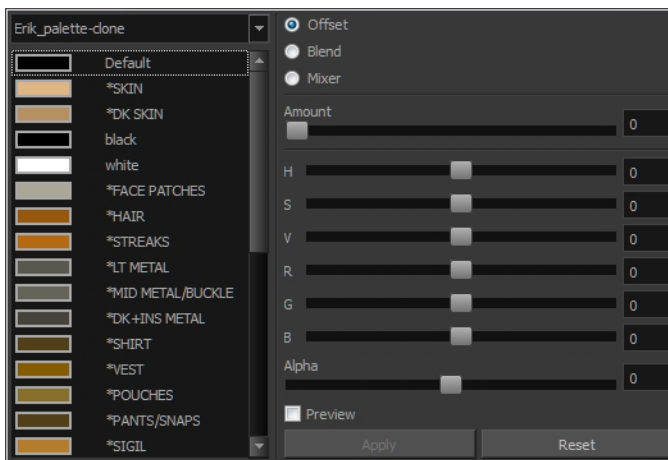 Erik_palette-clone
Default
*SKIN
*DK SKIN
black
white
*FACE PATCHES
*HAIR
*STREAKS
*LT METAL
*MID METAL/BUCKLE
*DK+INS METAL
*SHIRT
*VEST
*POUCHES
*PANTS/SNAPS
*SIGIL
Offset
Blend
Mixer
Amount
0
H 0
S 0
V 0
R 0
G 0
B 0
Alpha
0
Preview
Apply Reset